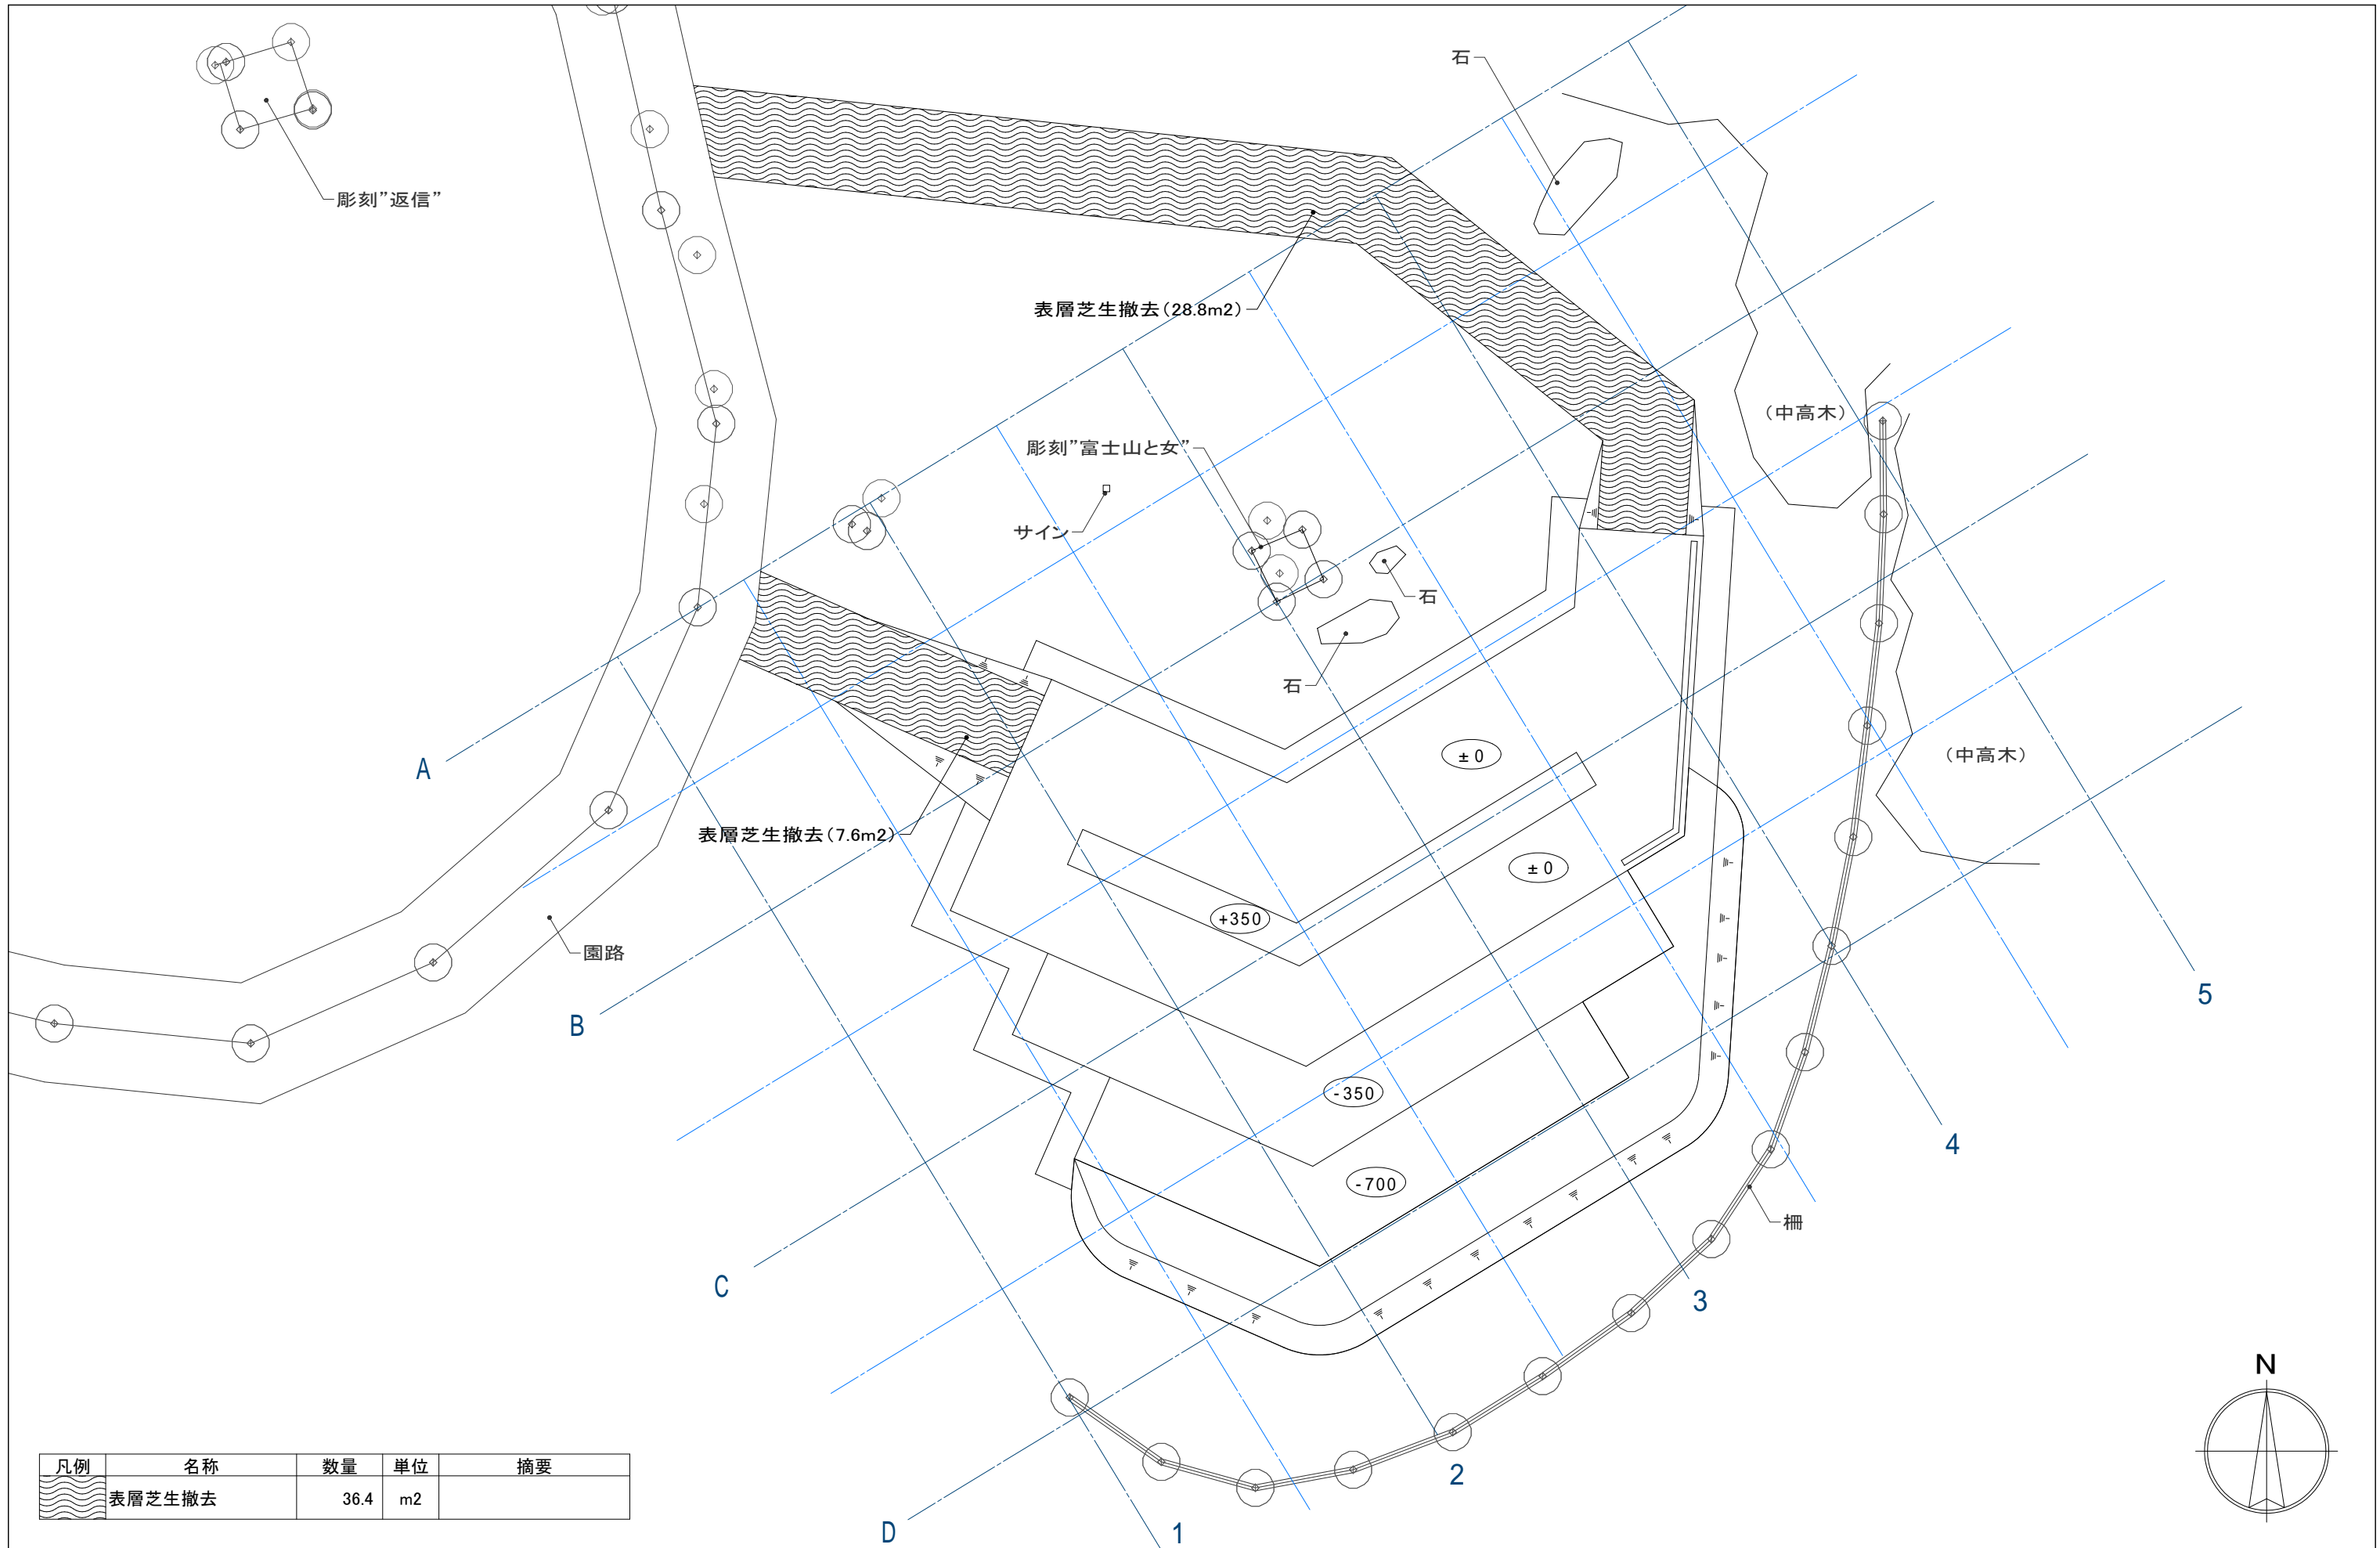 石
彫刻”返信”
表層芝生撤去（28.8m2）
（中高木）
彫刻”富士山と女”
サイン
石
石
± 0
（中高木）
A
表層芝生撤去（7.6m2）
± 0
+350
園路
5
B
-350
4
-700
柵
C
3
N
凡例 名称 数量 単位 摘要
表層芝生撤去 36.4 m2
2
D
1